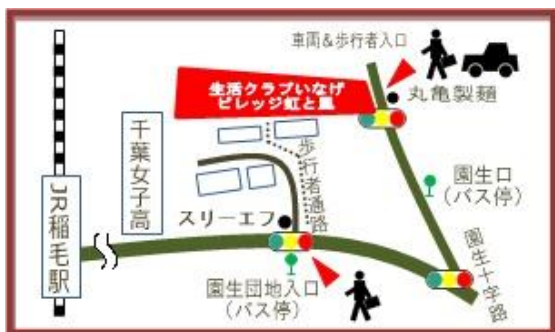 車両&歩行者入口
生活クラブいなげ
ビレッジ虹と風
丸亀製麺
千葉女子高
歩行者通路
園生口
(バス停)
スリーエフ
JR稲毛駅
園生団地入口
(バス停)
園生十字路